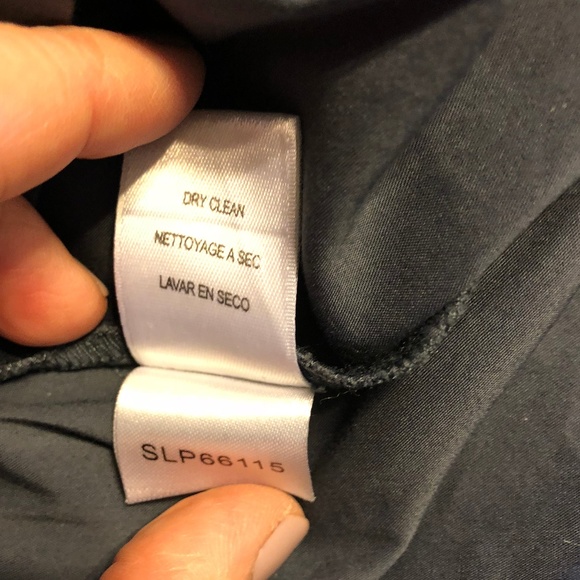 DRY CLEAN
NETTOYAGE A SEC
LAVAR EN SECO
SLP66115